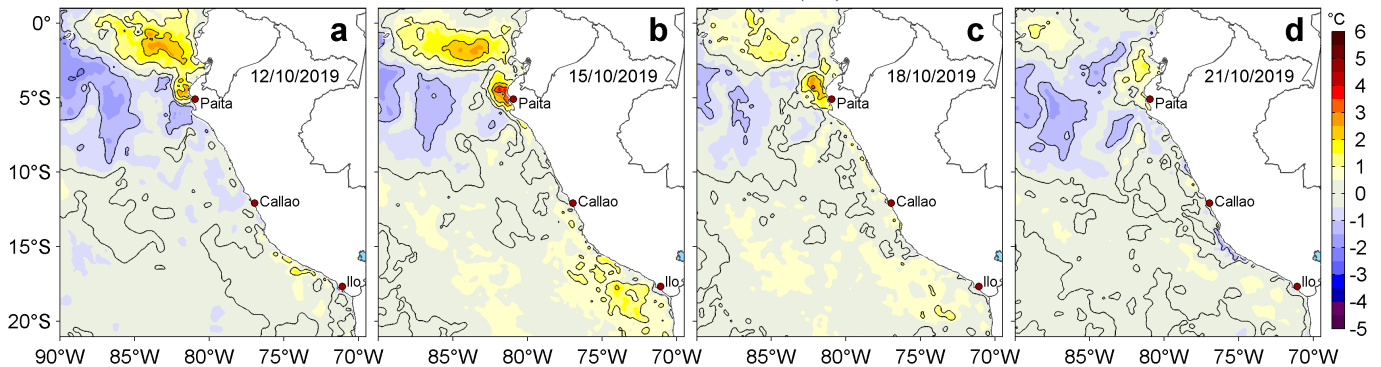 a
b
c
d
°C
0°
5°S
10°S
15°S
20°S
12/10/2019
15/10/2019
18/10/2019
21/10/2019
Paita
Paita
Paita
Paita
Callao
Callao
Callao
Callao
Ilo
Ilo
Ilo
Ilo
90°W 85°W 80°W 75°W 70°W
85°W 80°W 75°W 70°W
85°W 80°W 75°W 70°W
85°W 80°W 75°W 70°W
6
5
4
3
2
1
0
-1
-2
-3
-4
-5